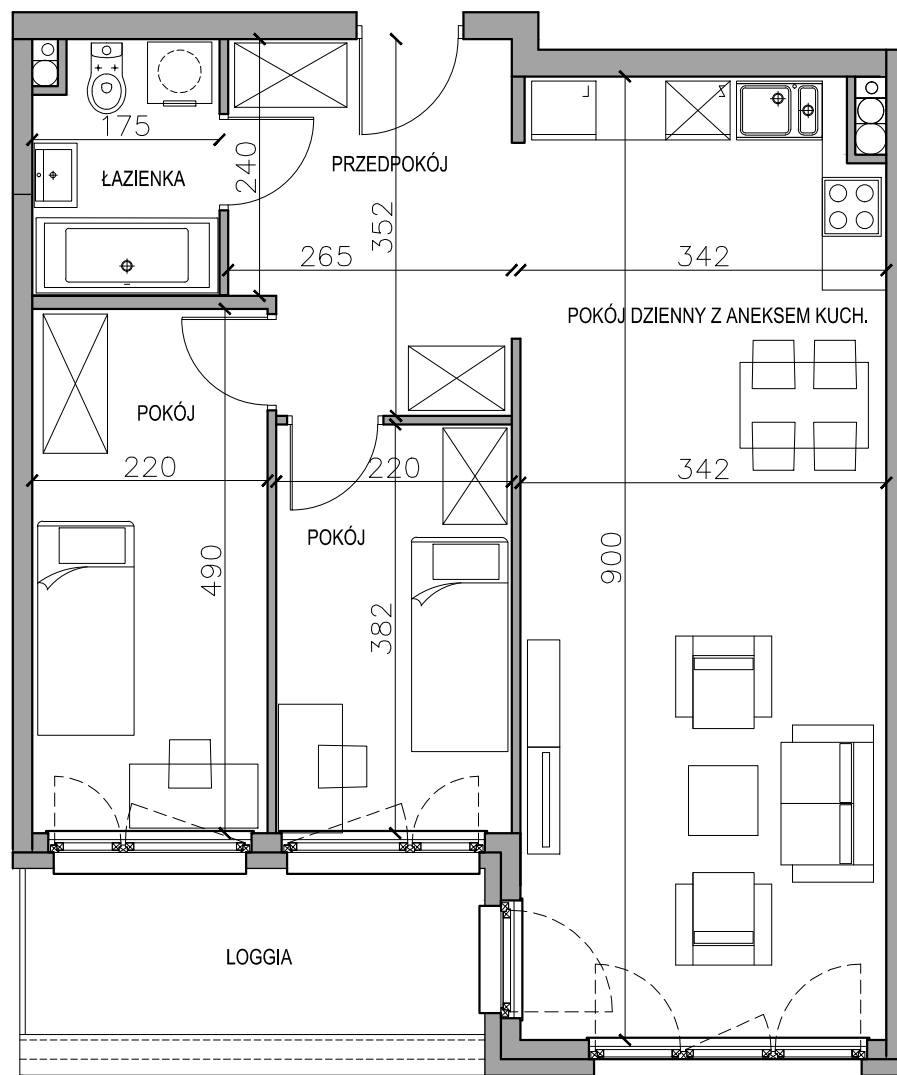 175
ŁAZIENKA
240
PRZEDPOKÓJ
352
265
342
POKÓJ DZIENNY Z ANEKSEM KUCH.
POKÓJ
220
220
342
POKÓJ
490
382
900
LOGGIA